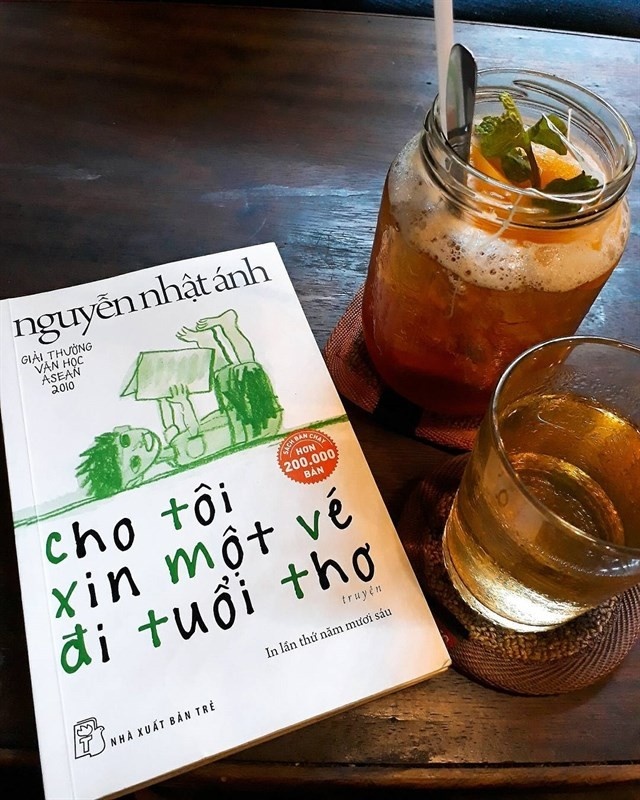 nguyễn nhật ánh
GIẢI THƯỞNG
VĂN HỌC
ASEAN
2010
SÁCH BÁN CHẠY
HƠN
200.000
BẢN
cho tôi
xin một vé
đi tuổi thơ
truyện
In lần thứ năm mươi sáu
NHÀ XUẤT BẢN TRẺ